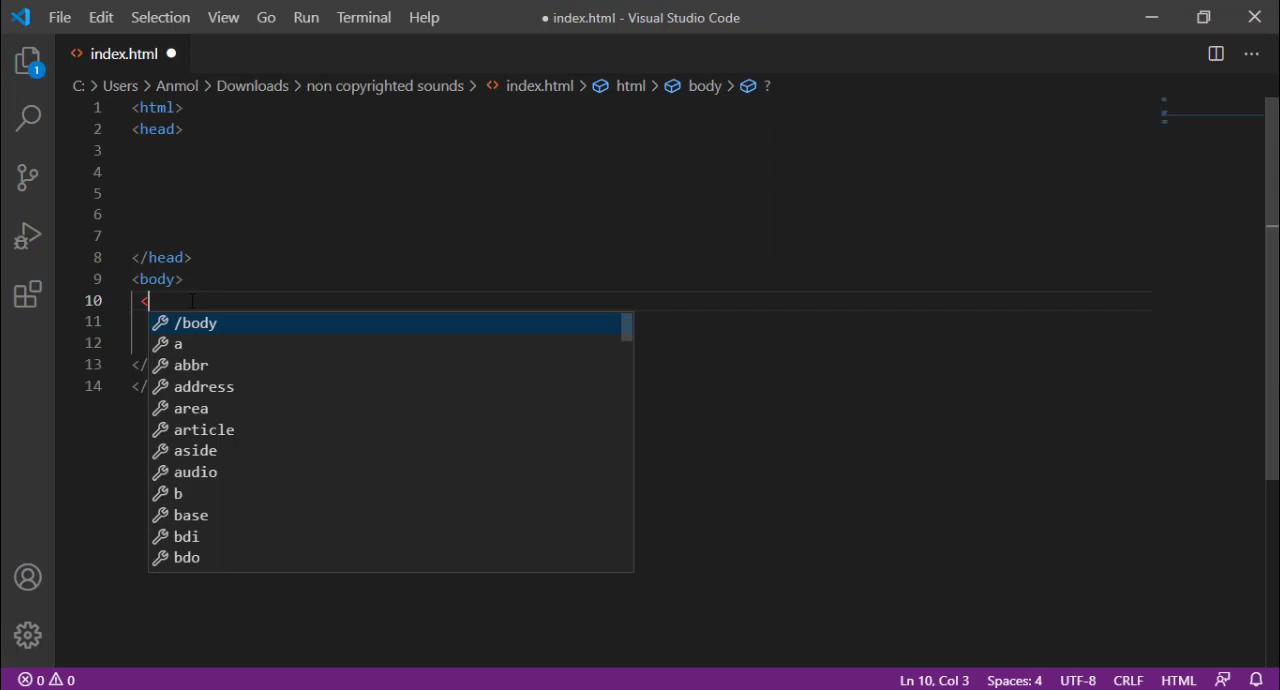 File Edit Selection View Go Run Terminal Help ● index.html - Visual Studio Code
1
<> index.html ●
C: > Users > Anmol > Downloads > non copyrighted sounds > <> index.html > html > body > ?
1 <html>
2 <head>
3
4
5
6
7
8 </head>
9 <body>
10 <
11 /body
12 a
13 </ abbr
14 </ address
area
article
aside
audio
b
base
bdi
bdo
0 0 Ln 10, Col 3 Spaces: 4 UTF-8 CRLF HTML